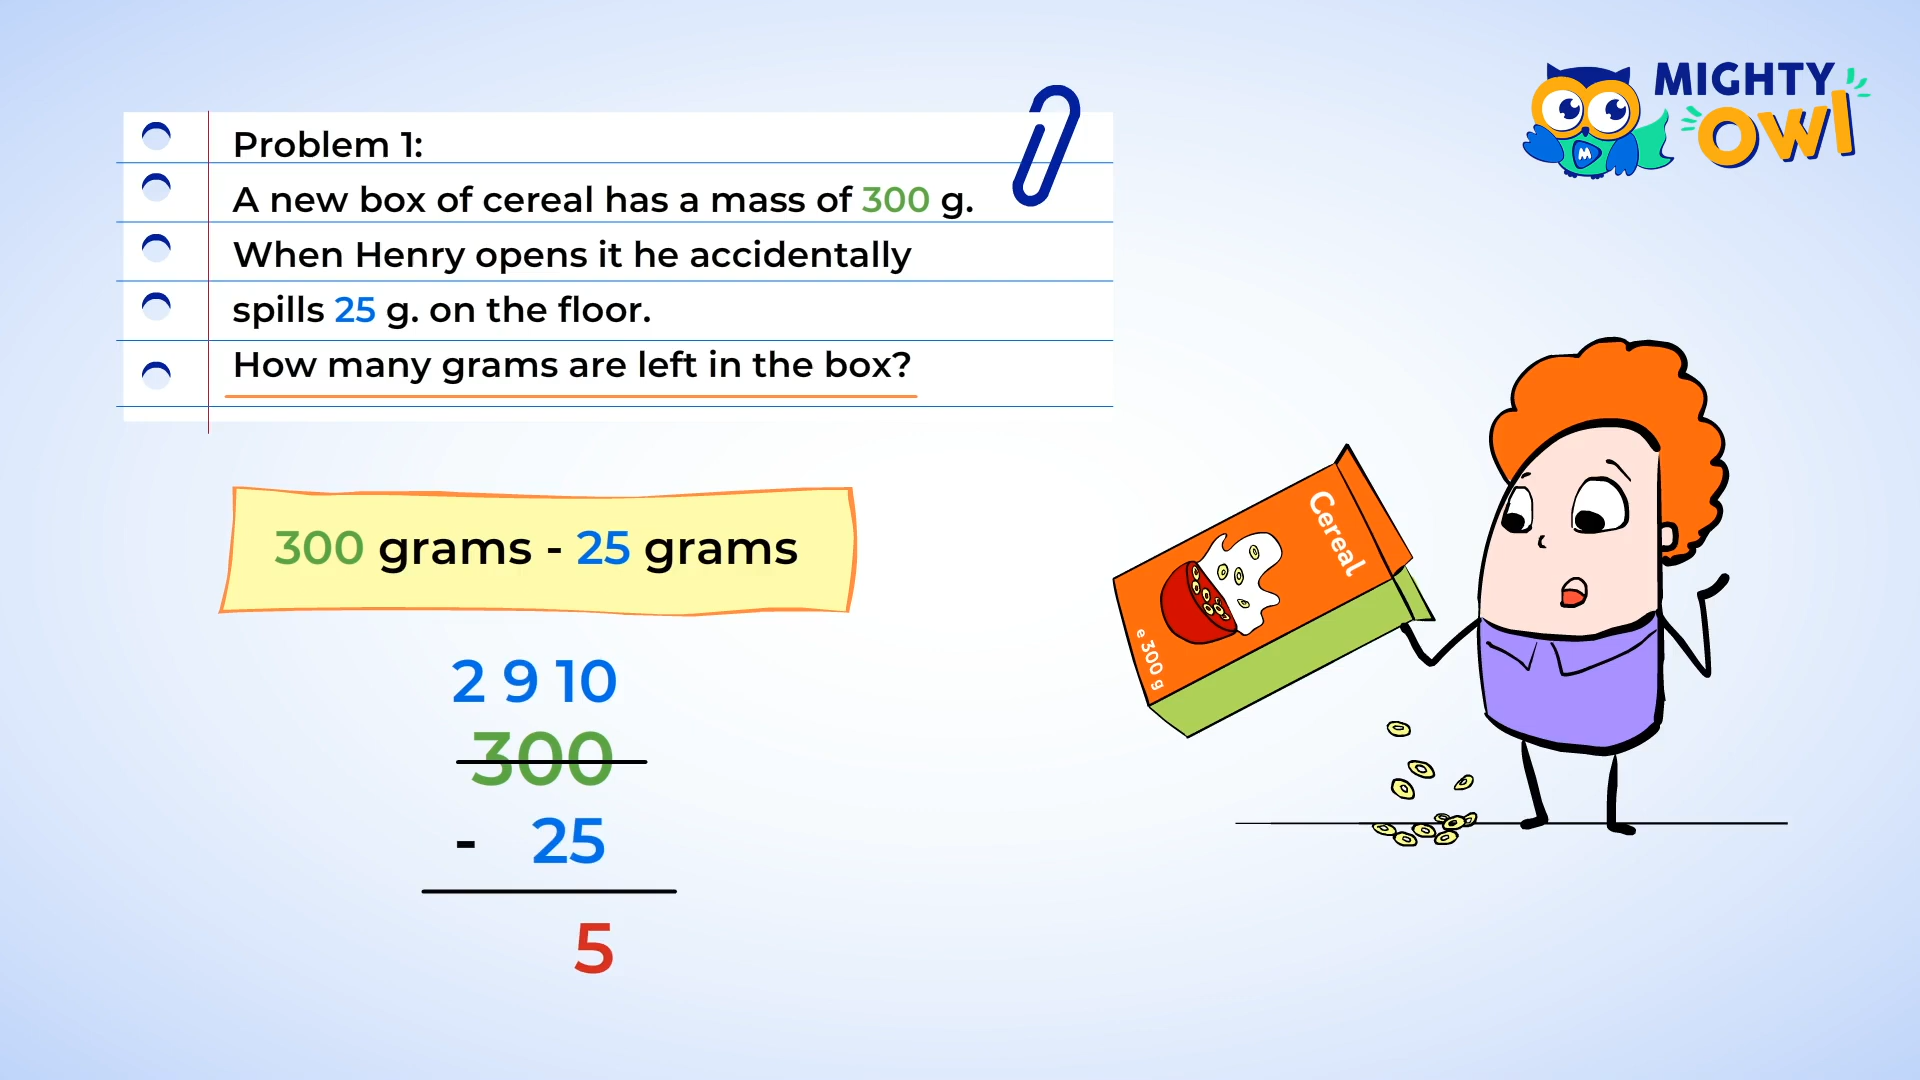 MIGHTY
OWL
M
Problem 1:
A new box of cereal has a mass of 300 g.
When Henry opens it he accidentally
spills 25 g. on the floor.
How many grams are left in the box?
300 grams - 25 grams
2 9 10
300
- 25
5
Cereal
e 300 g